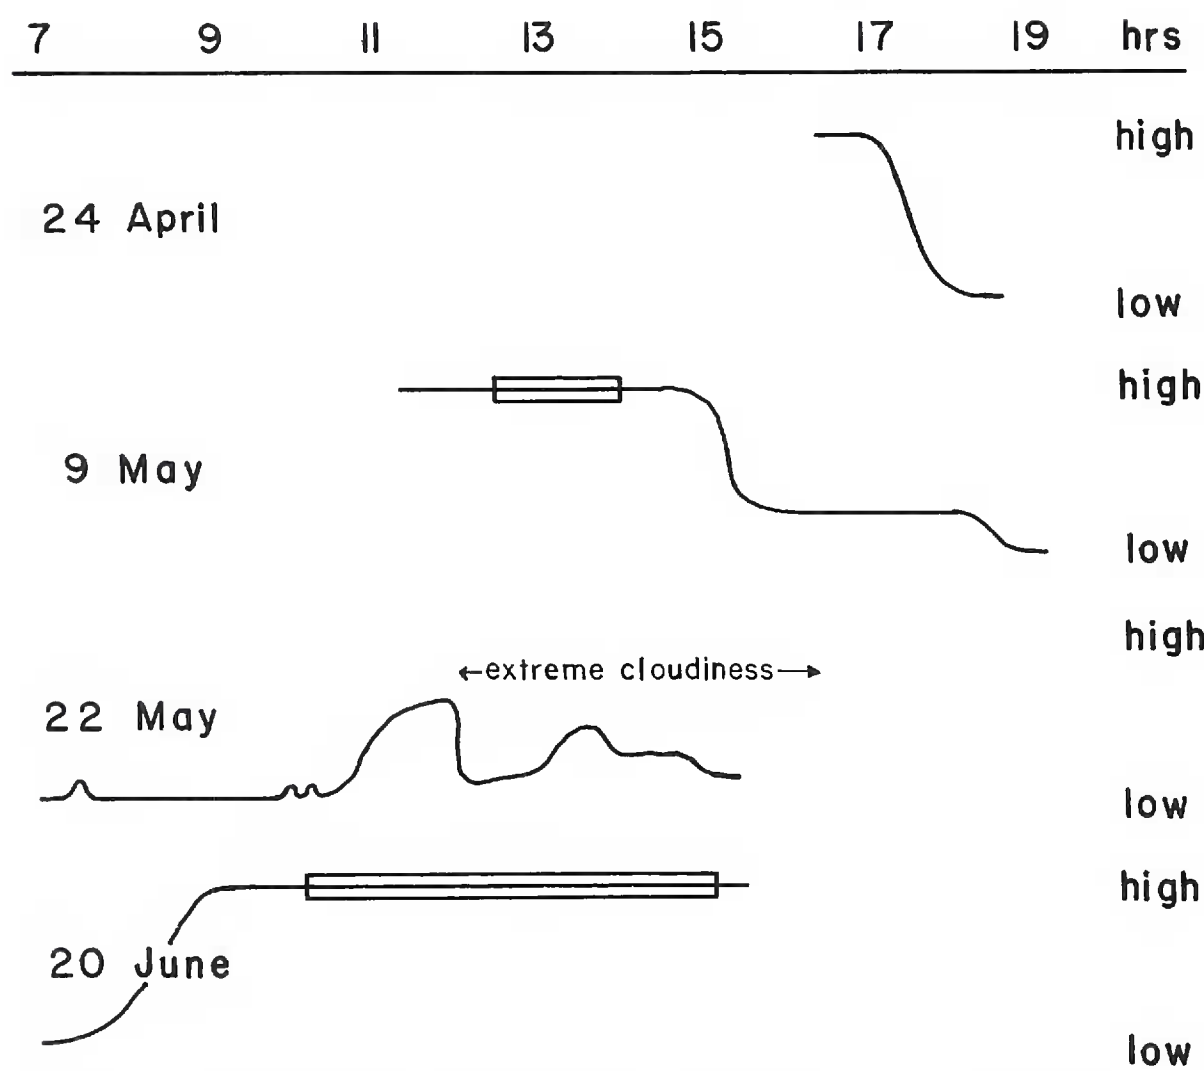 7 9 11 13 15 17 19 hrs
high
24 April
low
high
9 May
low
high
←extreme cloudiness→
22 May
low
high
20 June
low